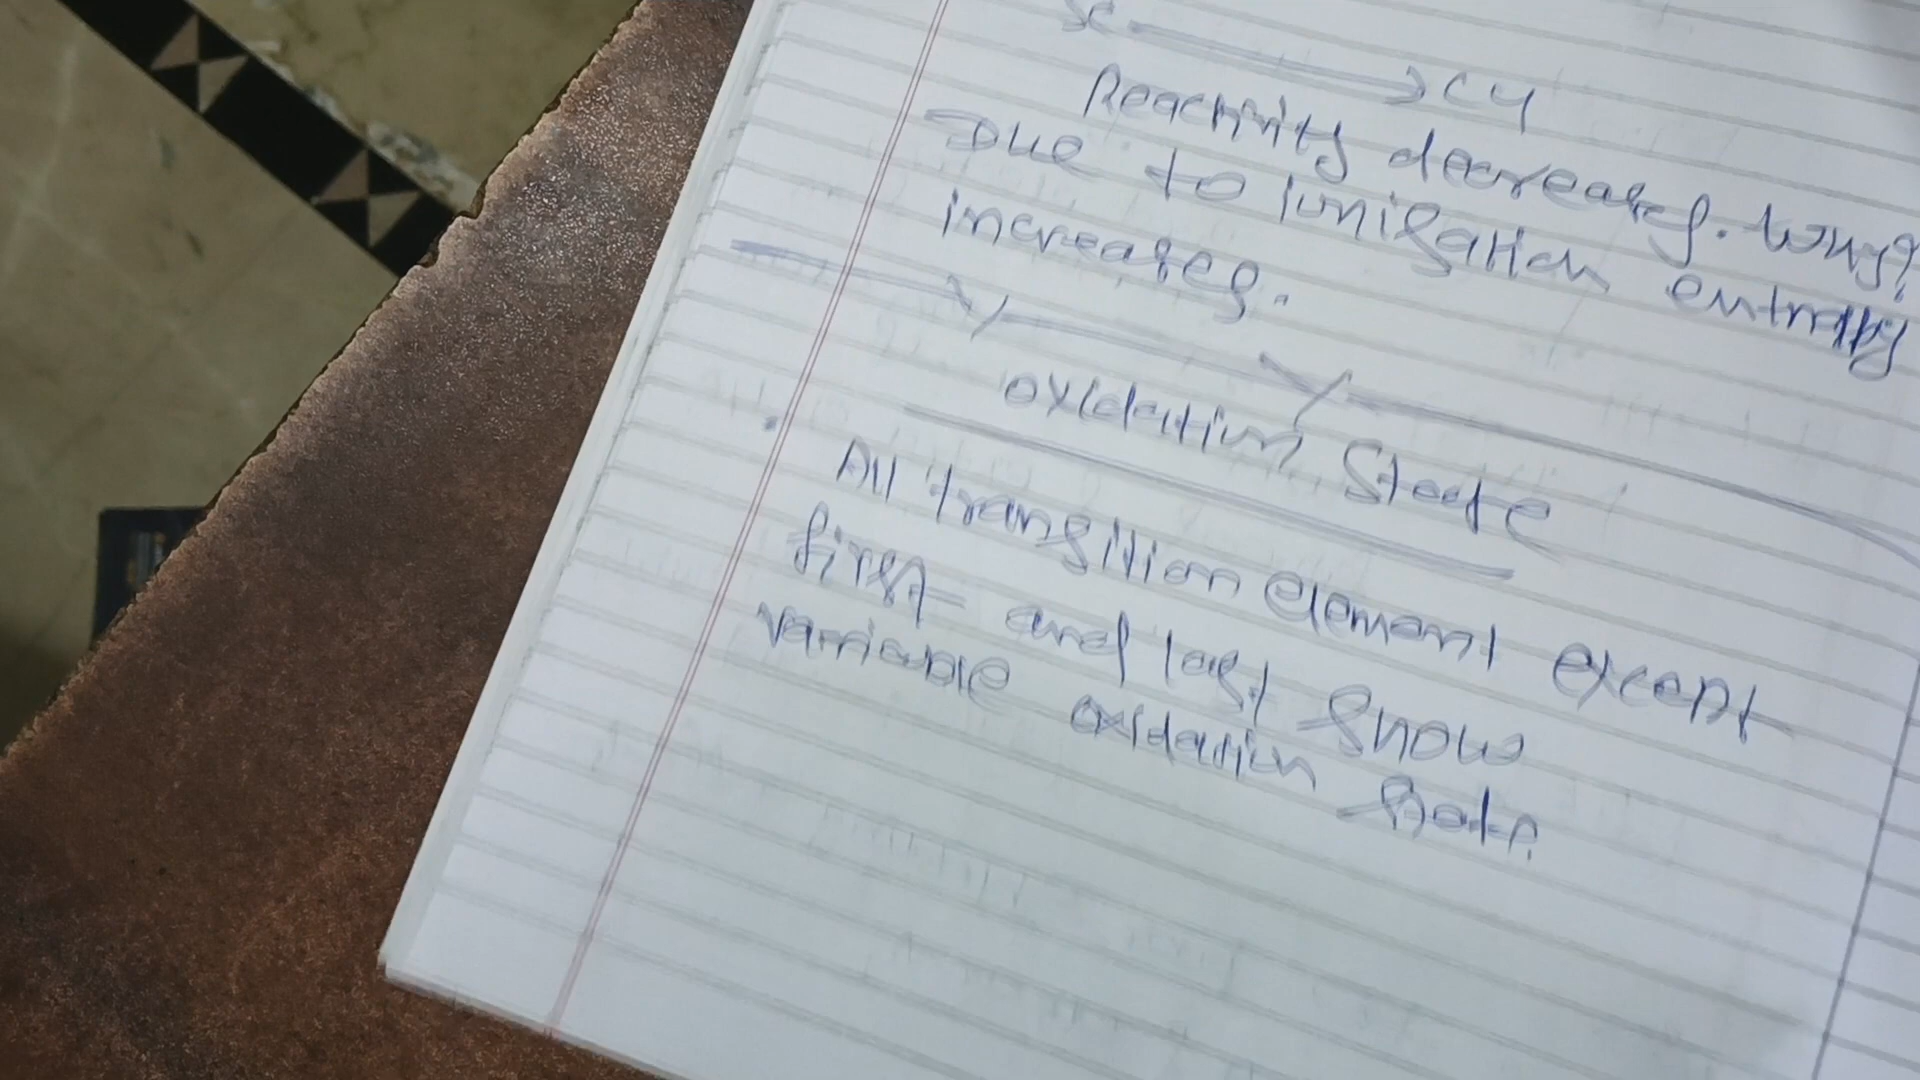 Sc → Cu
Reactivity decreases. Why?
Due to ionisation enthalpy
increases.
oxidation State
All transition element except
first and last show
variable oxidation state